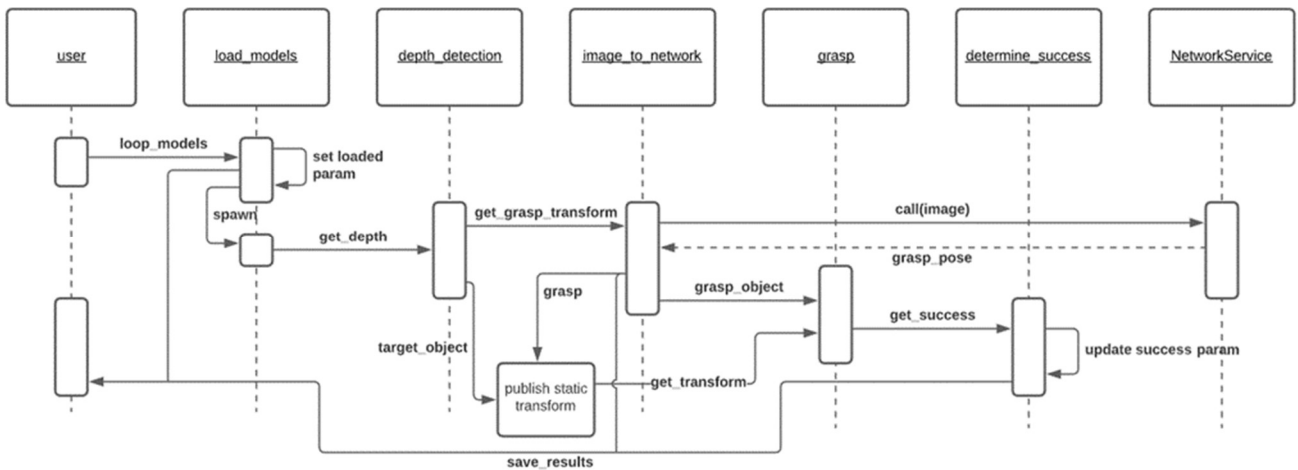 user
load_models
depth_detection
image_to_network
grasp
determine_success
NetworkService
loop_models
set loaded
param
spawn
get_depth
get_grasp_transform
call(image)
grasp_pose
grasp
grasp_object
get_success
target_object
update success param
publish static
transform
get_transform
save_results